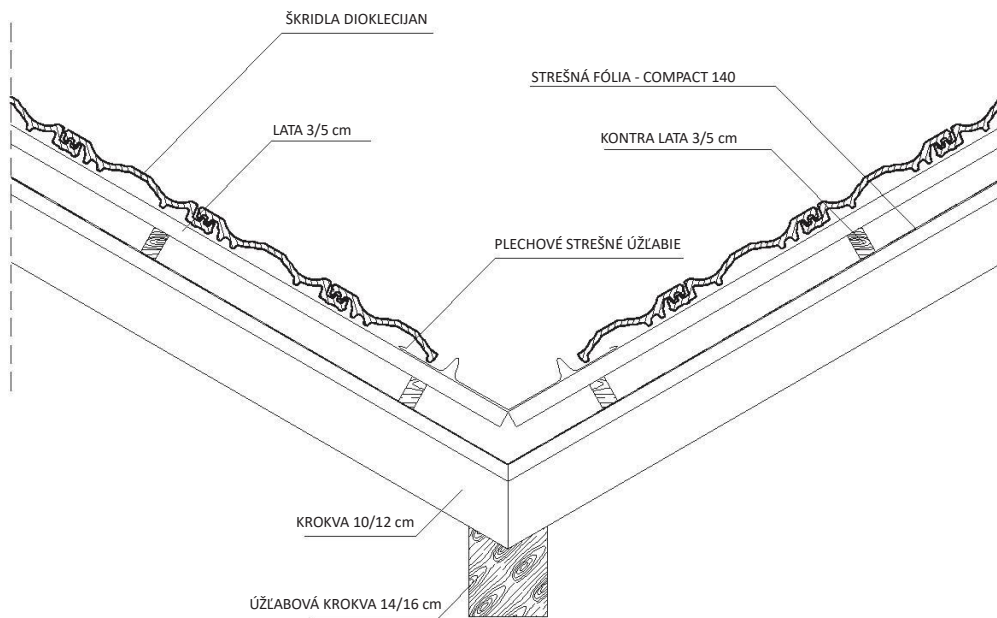 ŠKRIDLA DIOKLECIJAN
STREŠNÁ FÓLIA - COMPACT 140
LATA 3/5 cm
KONTRA LATA 3/5 cm
PLECHOVÉ STREŠNÉ ÚŽĽABIE
KROKVA 10/12 cm
ÚŽĽABOVÁ KROKVA 14/16 cm